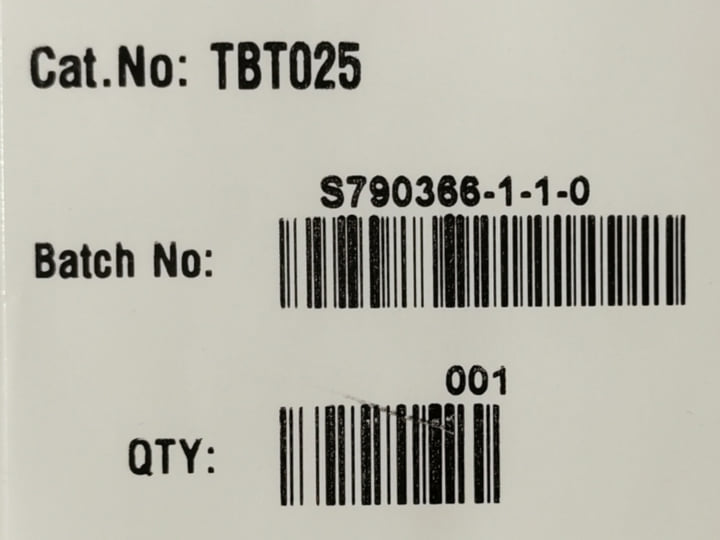 Cat.No: TBT025
S790366-1-1-0
Batch No:
001
QTY: